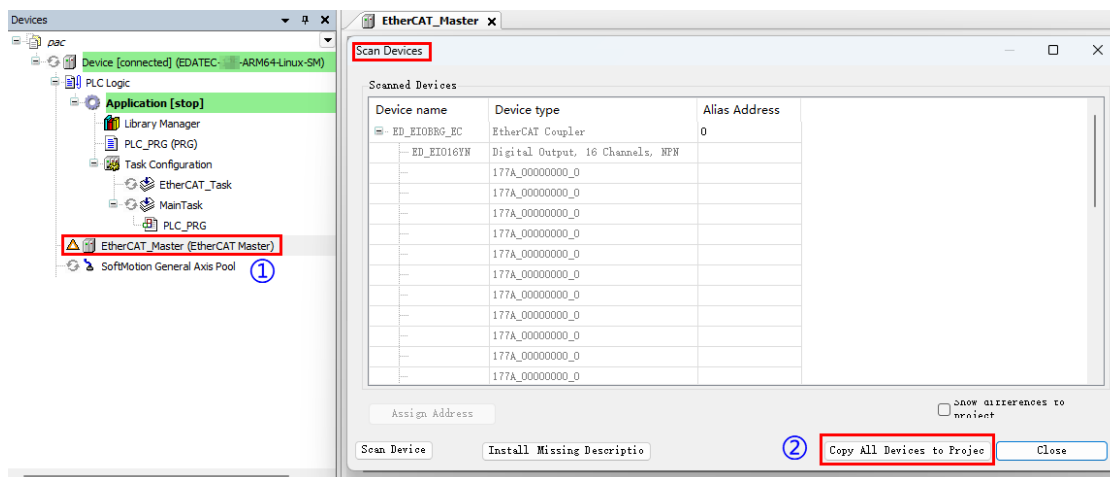 Devices
pac
Device [connected] (EDATEC- -ARM64-Linux-SM)
PLC Logic
Application [stop]
Library Manager
PLC_PRG (PRG)
Task Configuration
EtherCAT_Task
MainTask
PLC_PRG
EtherCAT_Master (EtherCAT Master)
SoftMotion General Axis Pool
①
EtherCAT_Master
Scan Devices
Scanned Devices
Device name Device type Alias Address
ED_EIOBRG_EC EtherCAT Coupler 0
ED_EIO16YN Digital Output, 16 Channels, NPN
177A_00000000_0
177A_00000000_0
177A_00000000_0
177A_00000000_0
177A_00000000_0
177A_00000000_0
177A_00000000_0
177A_00000000_0
177A_00000000_0
177A_00000000_0
177A_00000000_0
Assign Address
Show differences to
project
Scan Device Install Missing Descriptio ② Copy All Devices to Projec Close